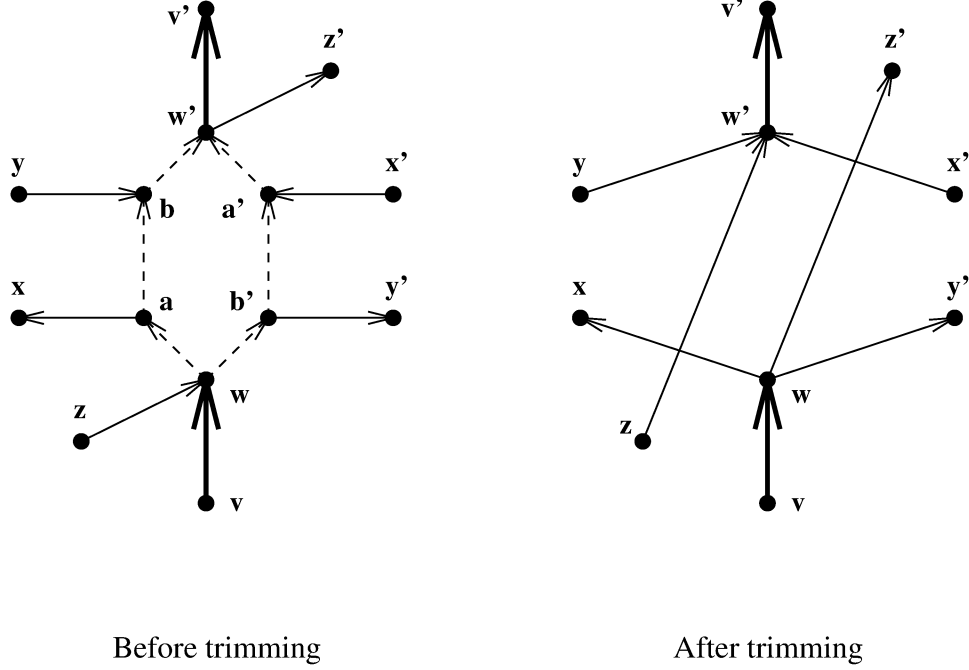 v'
z'
w'
y
x'
b
a'
x
a
b'
y'
z
w
v
Before trimming
v'
z'
w'
y
x'
x
y'
w
z
v
After trimming